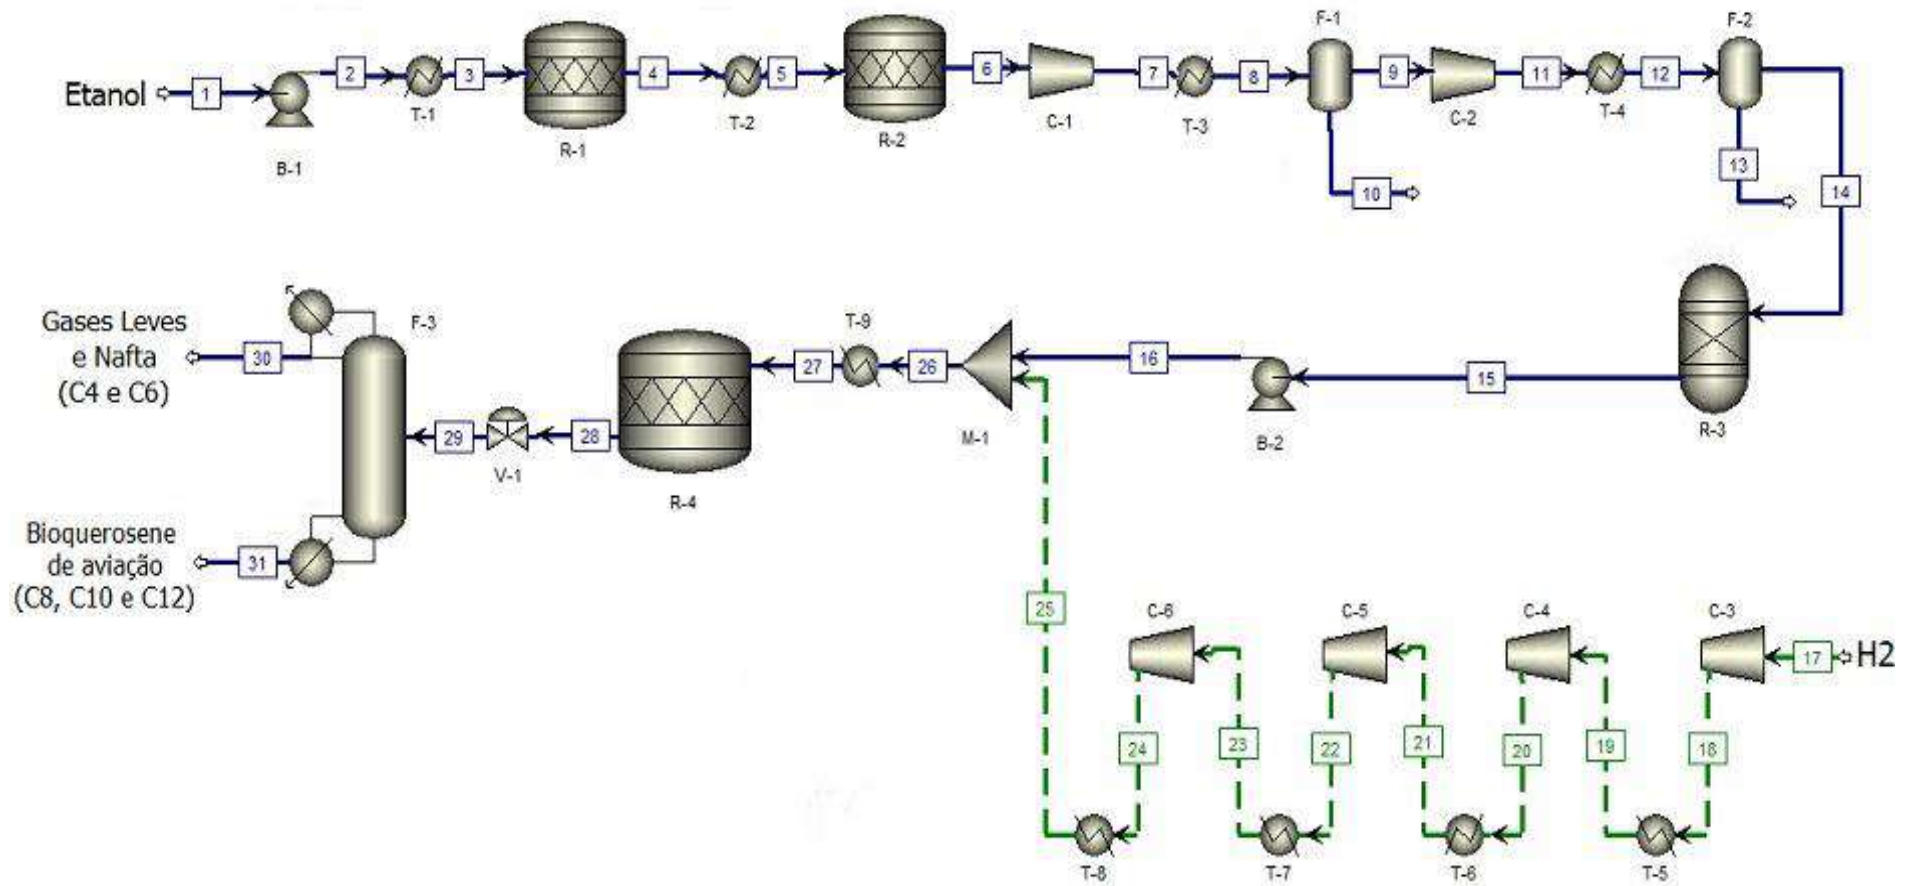 Etanol
1
2
3
4
5
6
7
8
9
11
12
14
B-1
T-1
R-1
T-2
R-2
C-1
T-3
F-1
10
C-2
T-4
F-2
13
Gases Leves
e Nafta
(C4 e C6)
30
F-3
29
V-1
28
R-4
27
T-9
26
M-1
16
B-2
15
R-3
Bioquerosene
de aviação
(C8, C10 e C12)
31
25
C-6
C-5
C-4
C-3
17
H2
24
23
22
21
20
19
18
T-8
T-7
T-6
T-5